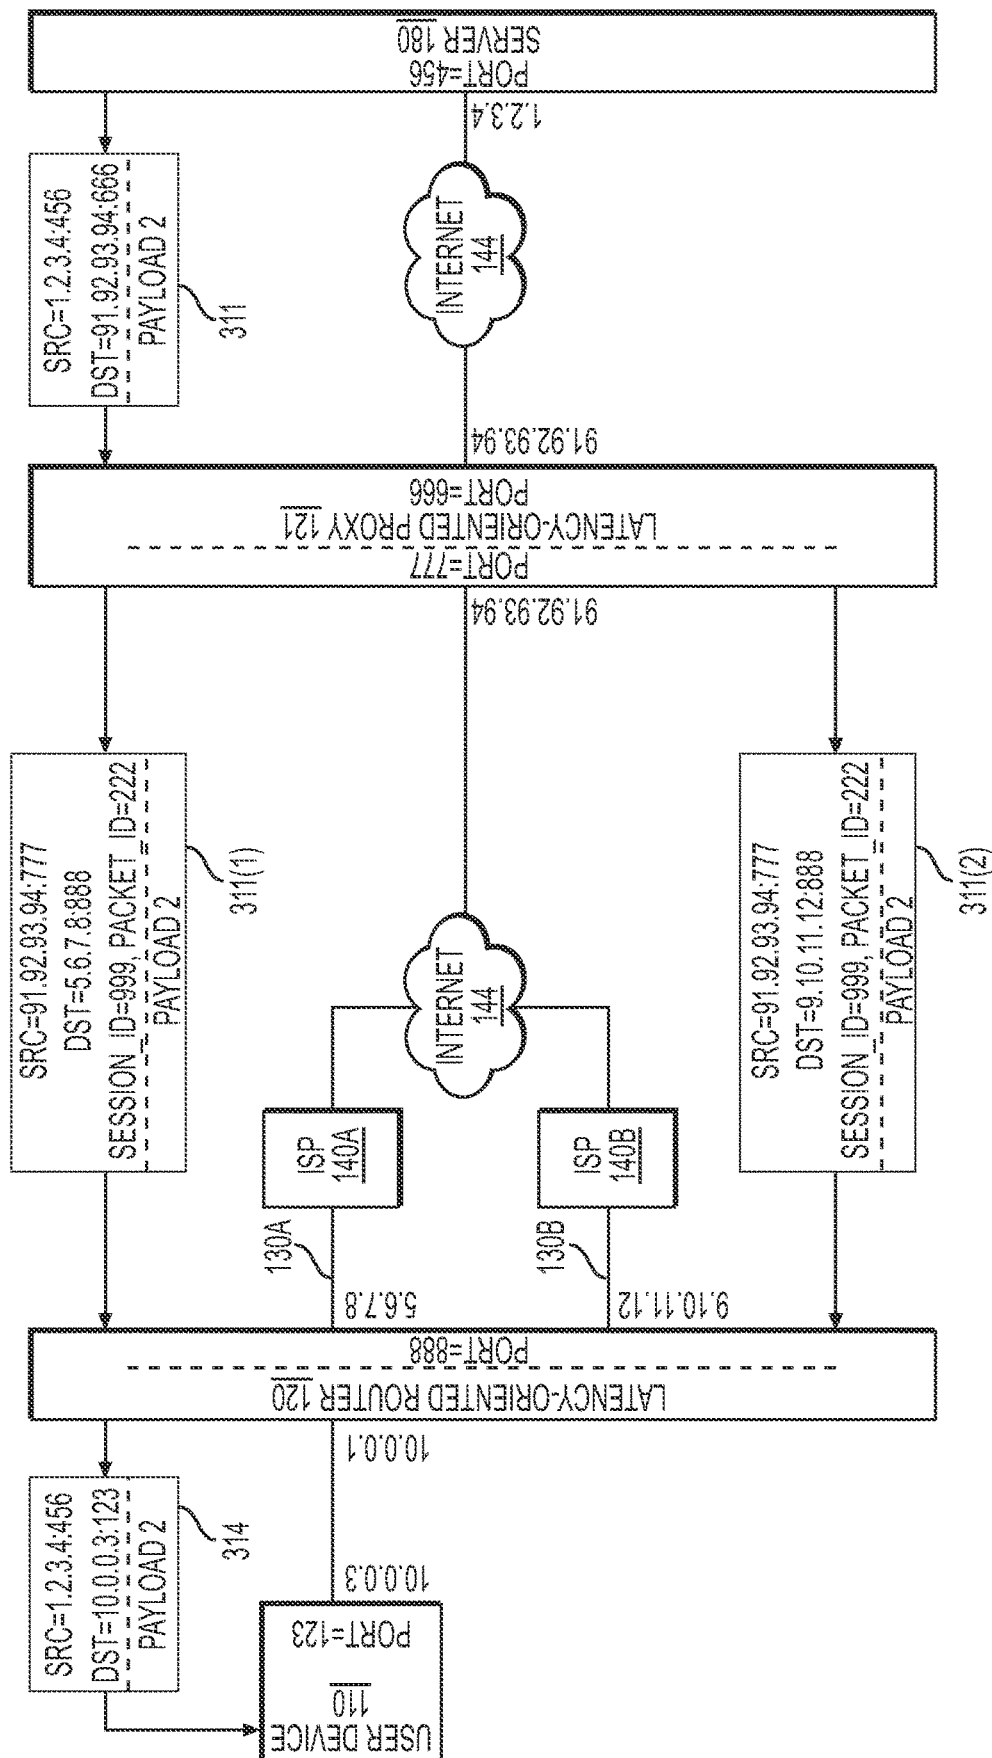 SRC=1.2.3.4:456
DST=10.0.0.3:123
PAYLOAD 2
314
USER DEVICE
110
PORT=123
10.0.0.3
10.0.0.1
LATENCY-ORIENTED ROUTER 120
PORT=888
5.6.7.8
130A
9.10.11.12
130B
ISP
140A
ISP
140B
INTERNET
144
SRC=91.92.93.94:777
DST=5.6.7.8:888
SESSION_ID=999, PACKET_ID=222
PAYLOAD 2
311(1)
SRC=91.92.93.94:777
DST=9.10.11.12:888
SESSION_ID=999, PACKET_ID=222
PAYLOAD 2
311(2)
91.92.93.94
PORT=777
LATENCY-ORIENTED PROXY 121
PORT=666
91.92.93.94
SRC=1.2.3.4:456
DST=91.92.93.94:666
PAYLOAD 2
311
INTERNET
144
1.2.3.4
PORT=456
SERVER 180